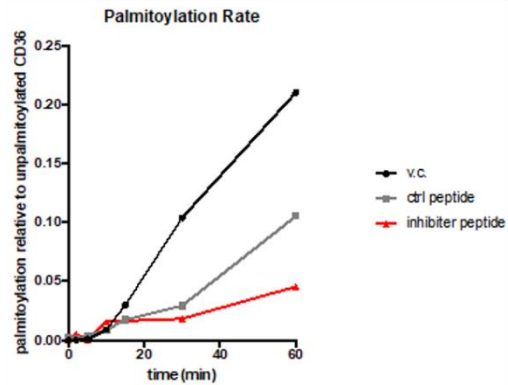 Palmitoylation Rate
palmitoylation relative to unpalmitoylated CD36
0.25
0.20
0.15
0.10
0.05
0.00
0
20
40
60
time (min)
v.c.
ctrl peptide
inhibiter peptide